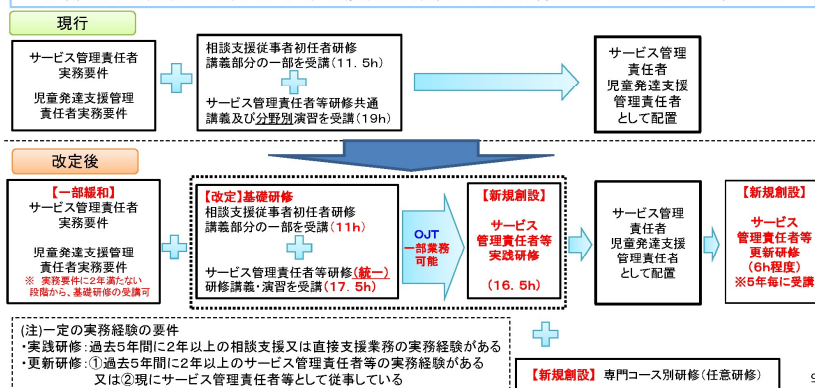 現行
サービス管理責任者
実務要件
児童発達支援管理
責任者実務要件
相談支援従事者初任者研修
講義部分の一部を受講(11.5h)
サービス管理責任者等研修共通
講義及び分野別演習を受講(19h)
サービス管理
責任者
児童発達支援
管理責任者
として配置
改定後
【一部緩和】
サービス管理責任者
実務要件
児童発達支援管理
責任者実務要件
※ 実務要件に2年満たない
段階から、基礎研修の受講可
【改定】基礎研修
相談支援従事者初任者研修
講義部分の一部を受講(11h)
サービス管理責任者等研修(統一)
研修講義・演習を受講(17.5h)
OJT
一部業務
可能
【新規創設】
サービス
管理責任者等
実践研修
(16.5h)
サービス管理
責任者
児童発達支援
管理責任者
として配置
【新規創設】
サービス
管理責任者等
更新研修
(6h程度)
※5年毎に受講
(注)一定の実務経験の要件
・実践研修:過去5年間に2年以上の相談支援又は直接支援業務の実務経験がある
・更新研修:①過去5年間に2年以上のサービス管理責任者等の実務経験がある
又は②現にサービス管理責任者等として従事している
【新規創設】 専門コース別研修(任意研修)
9